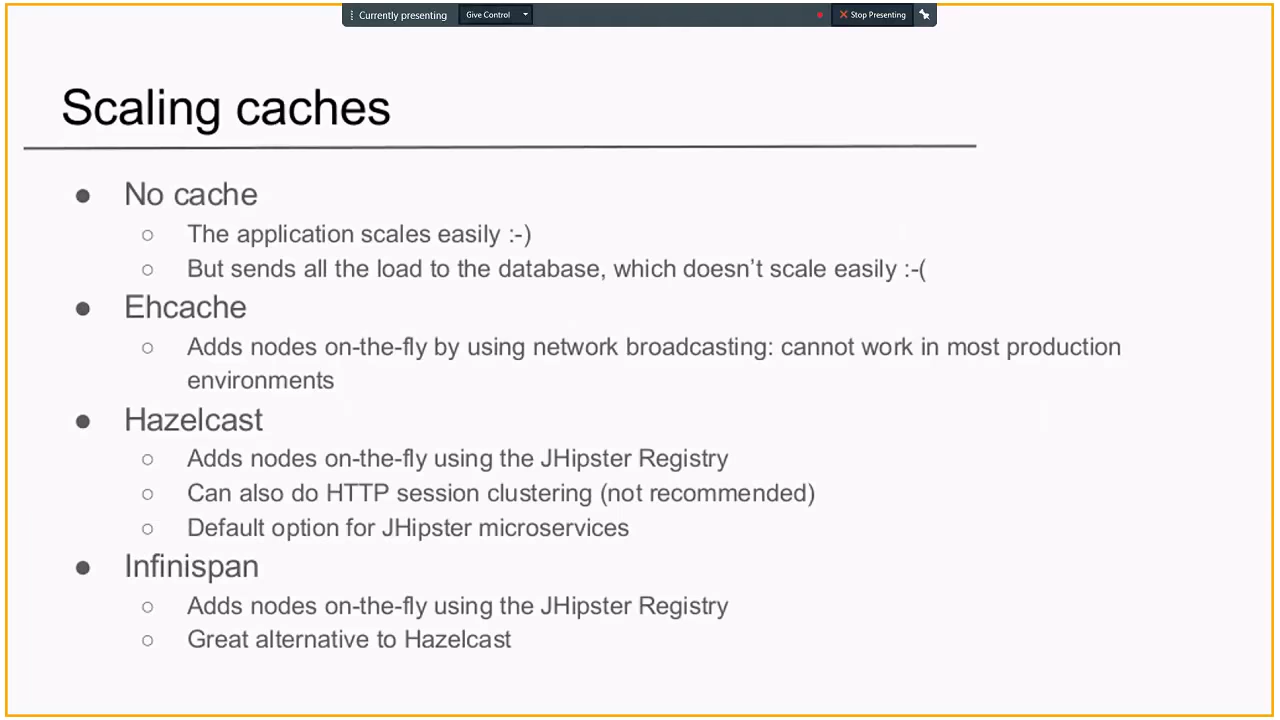 Currently presenting
Give Control
Stop Presenting
Scaling caches
● No cache
○ The application scales easily :-)
○ But sends all the load to the database, which doesn’t scale easily :-(
● Ehcache
○ Adds nodes on-the-fly by using network broadcasting: cannot work in most production
environments
● Hazelcast
○ Adds nodes on-the-fly using the JHipster Registry
○ Can also do HTTP session clustering (not recommended)
○ Default option for JHipster microservices
● Infinispan
○ Adds nodes on-the-fly using the JHipster Registry
○ Great alternative to Hazelcast